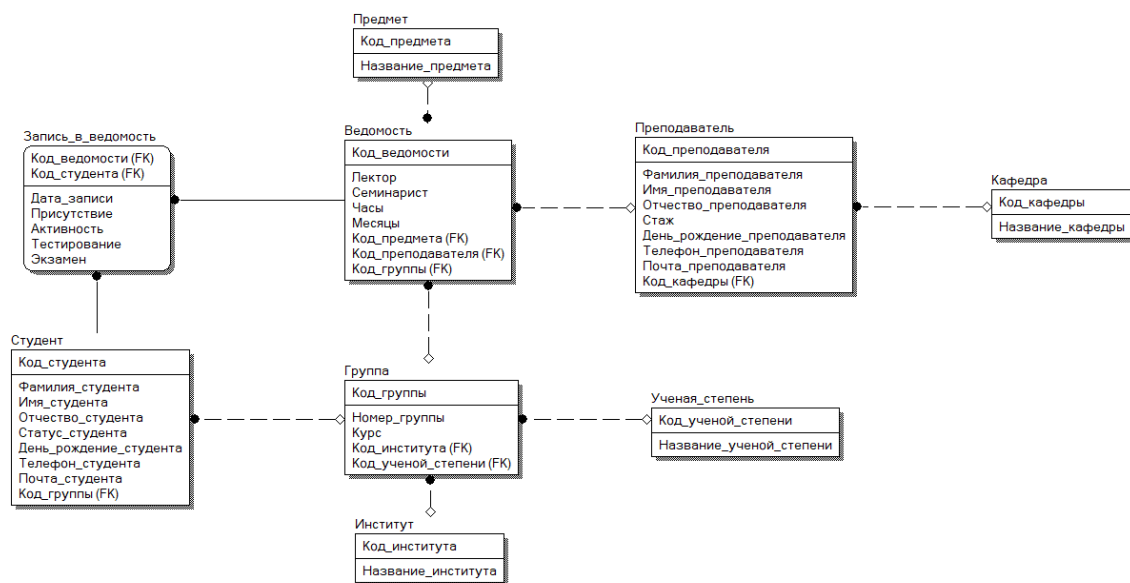 Предмет
Код_предмета
Название_предмета
Запись_в_ведомость
Код_ведомости (FK)
Код_студента (FK)
Дата_записи
Присутствие
Активность
Тестирование
Экзамен
Ведомость
Код_ведомости
Лектор
Семинарист
Часы
Месяцы
Код_предмета (FK)
Код_преподавателя (FK)
Код_группы (FK)
Преподаватель
Код_преподавателя
Фамилия_преподавателя
Имя_преподавателя
Отчество_преподавателя
Стаж
День_рождение_преподавателя
Телефон_преподавателя
Почта_преподавателя
Код_кафедры (FK)
Кафедра
Код_кафедры
Название_кафедры
Студент
Код_студента
Фамилия_студента
Имя_студента
Отчество_студента
Статус_студента
День_рождение_студента
Телефон_студента
Почта_студента
Код_группы (FK)
Группа
Код_группы
Номер_группы
Курс
Код_института (FK)
Код_ученой_степени (FK)
Ученая_степень
Код_ученой_степени
Название_ученой_степени
Институт
Код_института
Название_института